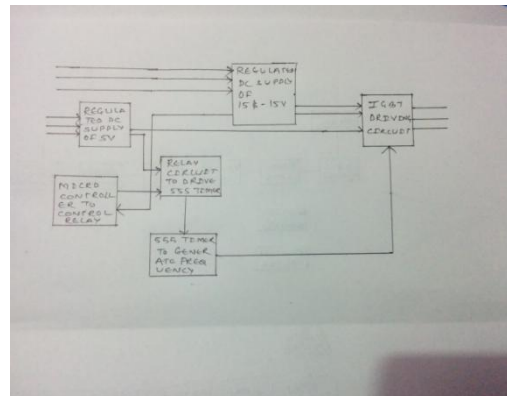 REGULATED
DC SUPPLY
OF
15 & -15V
IGBT
DRIVING
CIRCUIT
REGULA
TED DC
SUPPLY
OF 5V
RELAY
CIRCUIT
TO DRIVE
555 TIMER
MICRO
CONTROLL
ER TO
CONTROL
RELAY
555 TIMER
TO GENER
ATE FREQ
UENCY